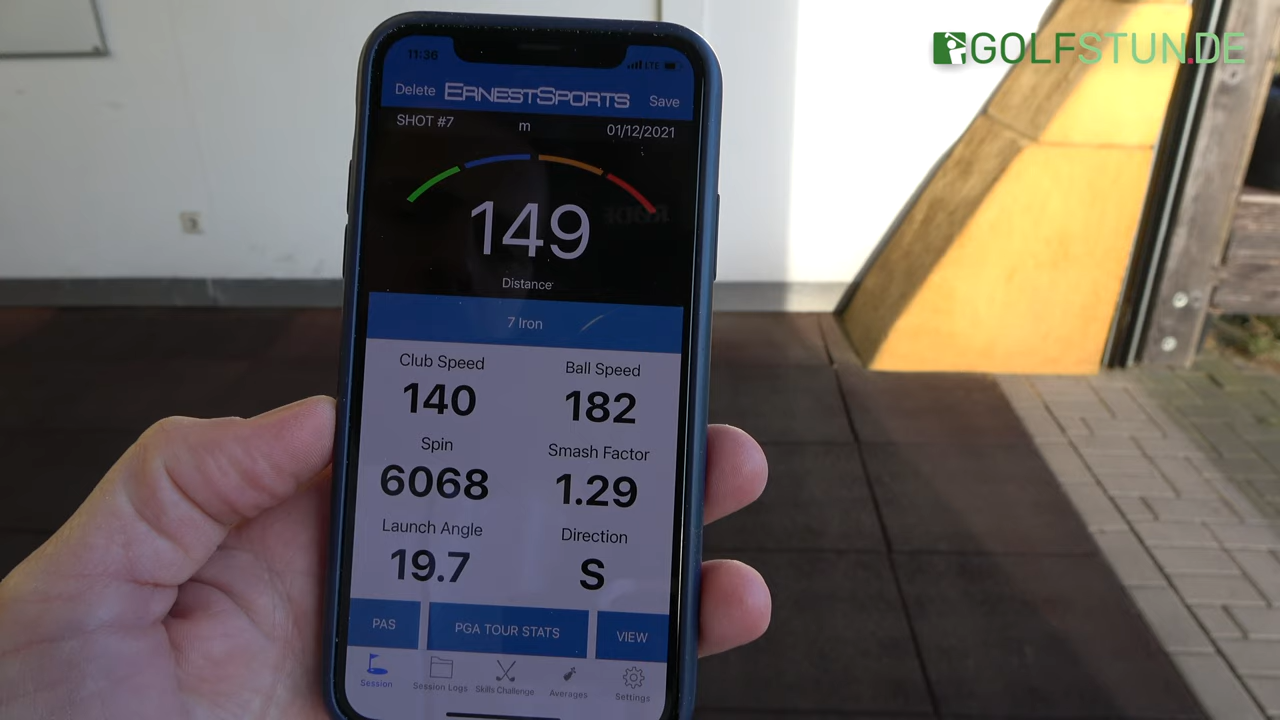 GOLFSTUN.DE
11:36
LTE
Delete ERNESTSPORTS Save
SHOT #7 m 01/12/2021
149
Distance
7 Iron
Club Speed Ball Speed
140 182
Spin Smash Factor
6068 1.29
Launch Angle Direction
19.7 S
PAS PGA TOUR STATS VIEW
Session Session Logs Skills Challenge Averages Settings